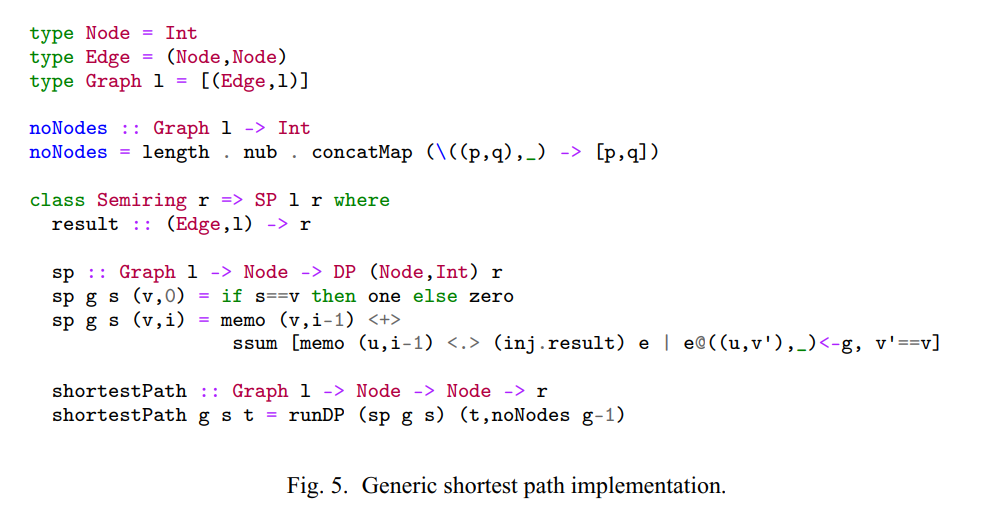 type Node = Int
type Edge = (Node,Node)
type Graph l = [(Edge,l)]
noNodes :: Graph l -> Int
noNodes = length . nub . concatMap (\((p,q),_) -> [p,q])
class Semiring r => SP l r where
  result :: (Edge,l) -> r
  sp :: Graph l -> Node -> DP (Node,Int) r
  sp g s (v,0) = if s==v then one else zero
  sp g s (v,i) = memo (v,i-1) <+>
                 ssum [memo (u,i-1) <.> (inj.result) e | e@((u,v'),_)<-g, v'==v]
  shortestPath :: Graph l -> Node -> Node -> r
  shortestPath g s t = runDP (sp g s) (t,noNodes g-1)
Fig. 5. Generic shortest path implementation.